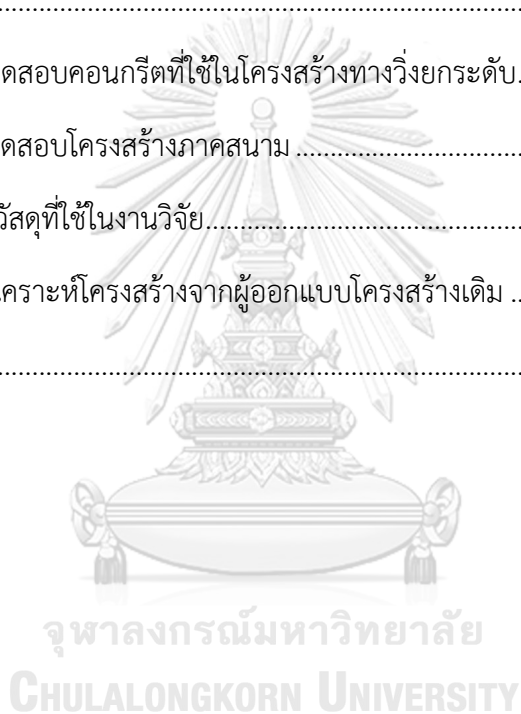 ................................................................
ดสอบคอนกรีตที่ใช้ในโครงสร้างทางวิ่งยกระดับ.
ดสอบโครงสร้างภาคสนาม ........................................
วัสดุที่ใช้ในงานวิจัย........................................................
เคราะห์โครงสร้างจากผู้ออกแบบโครงสร้างเดิม ..
................................................................
จุฬาลงกรณ์มหาวิทยาลัย
CHULALONGKORN UNIVERSITY